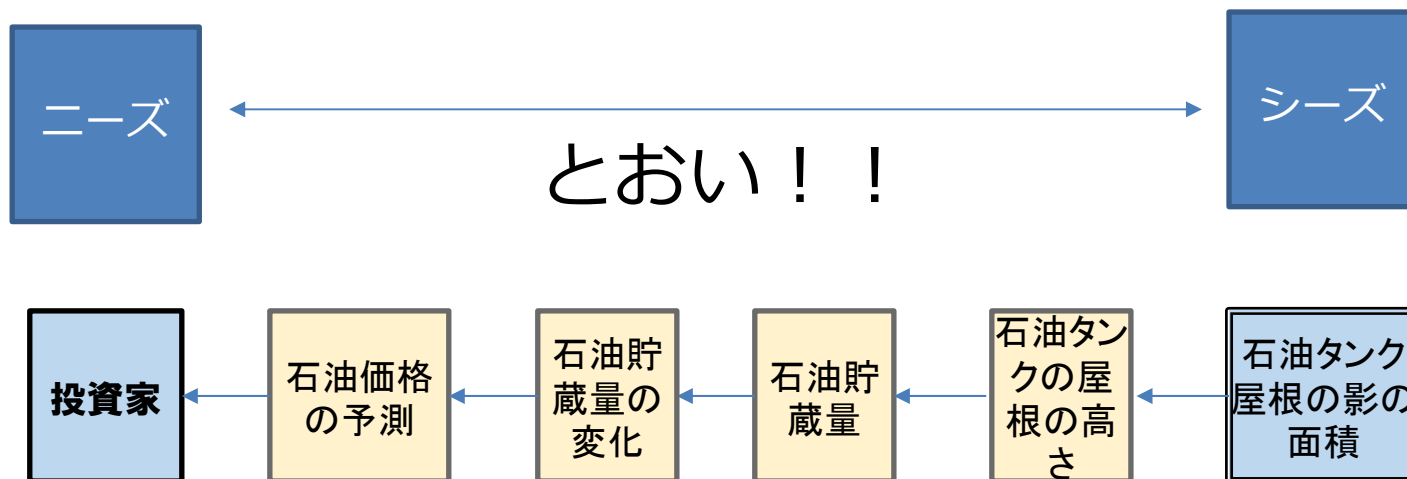 ニーズ
シーズ
とおい！！
投資家
石油価格
の予測
石油貯
蔵量の
変化
石油貯
蔵量
石油タン
クの屋
根の高
さ
石油タンク
屋根の影の
面積